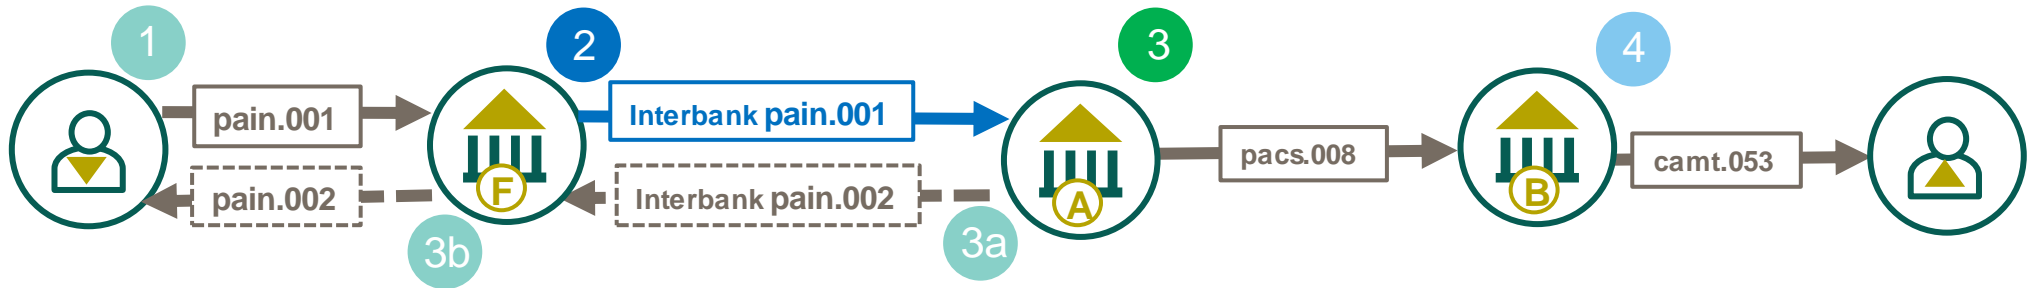 1
2
3
4
pain.001
Interbank pain.001
pacs.008
camt.053
pain.002
Interbank pain.002
F
A
B
3b
3a